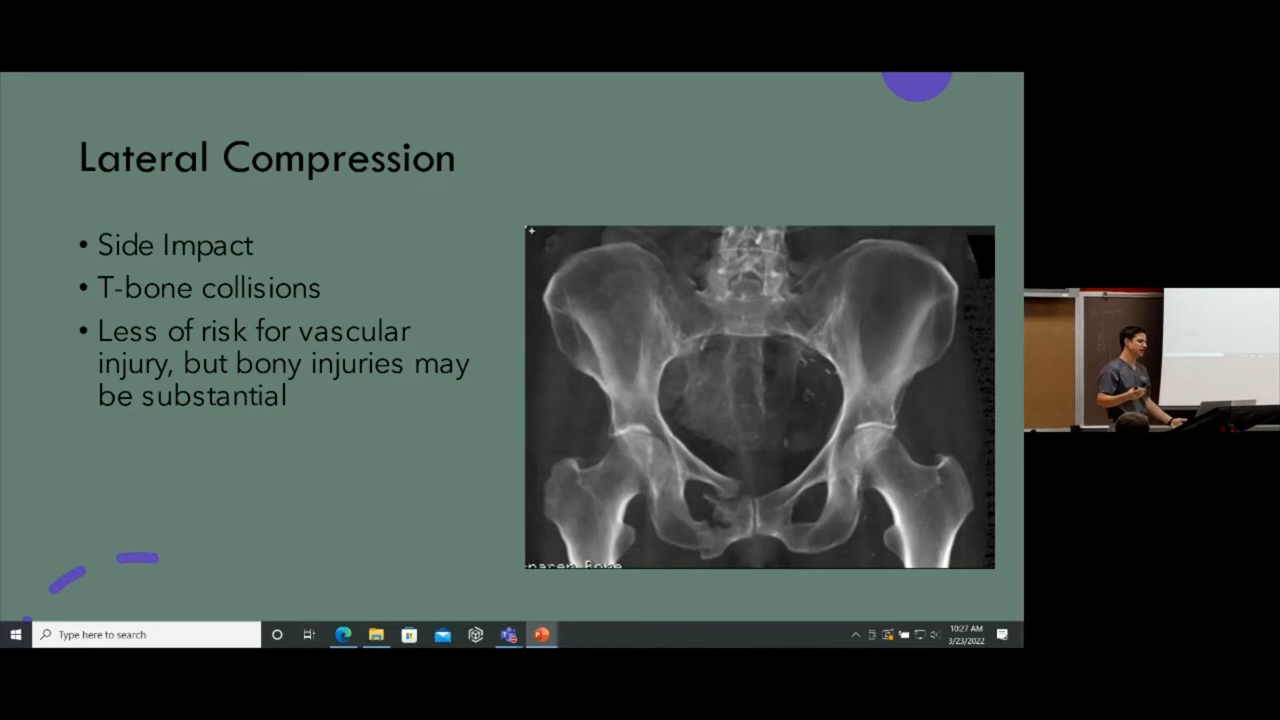 Lateral Compression
• Side Impact
• T-bone collisions
• Less of risk for vascular
injury, but bony injuries may
be substantial
Type here to search
10:27 AM
3/23/2022